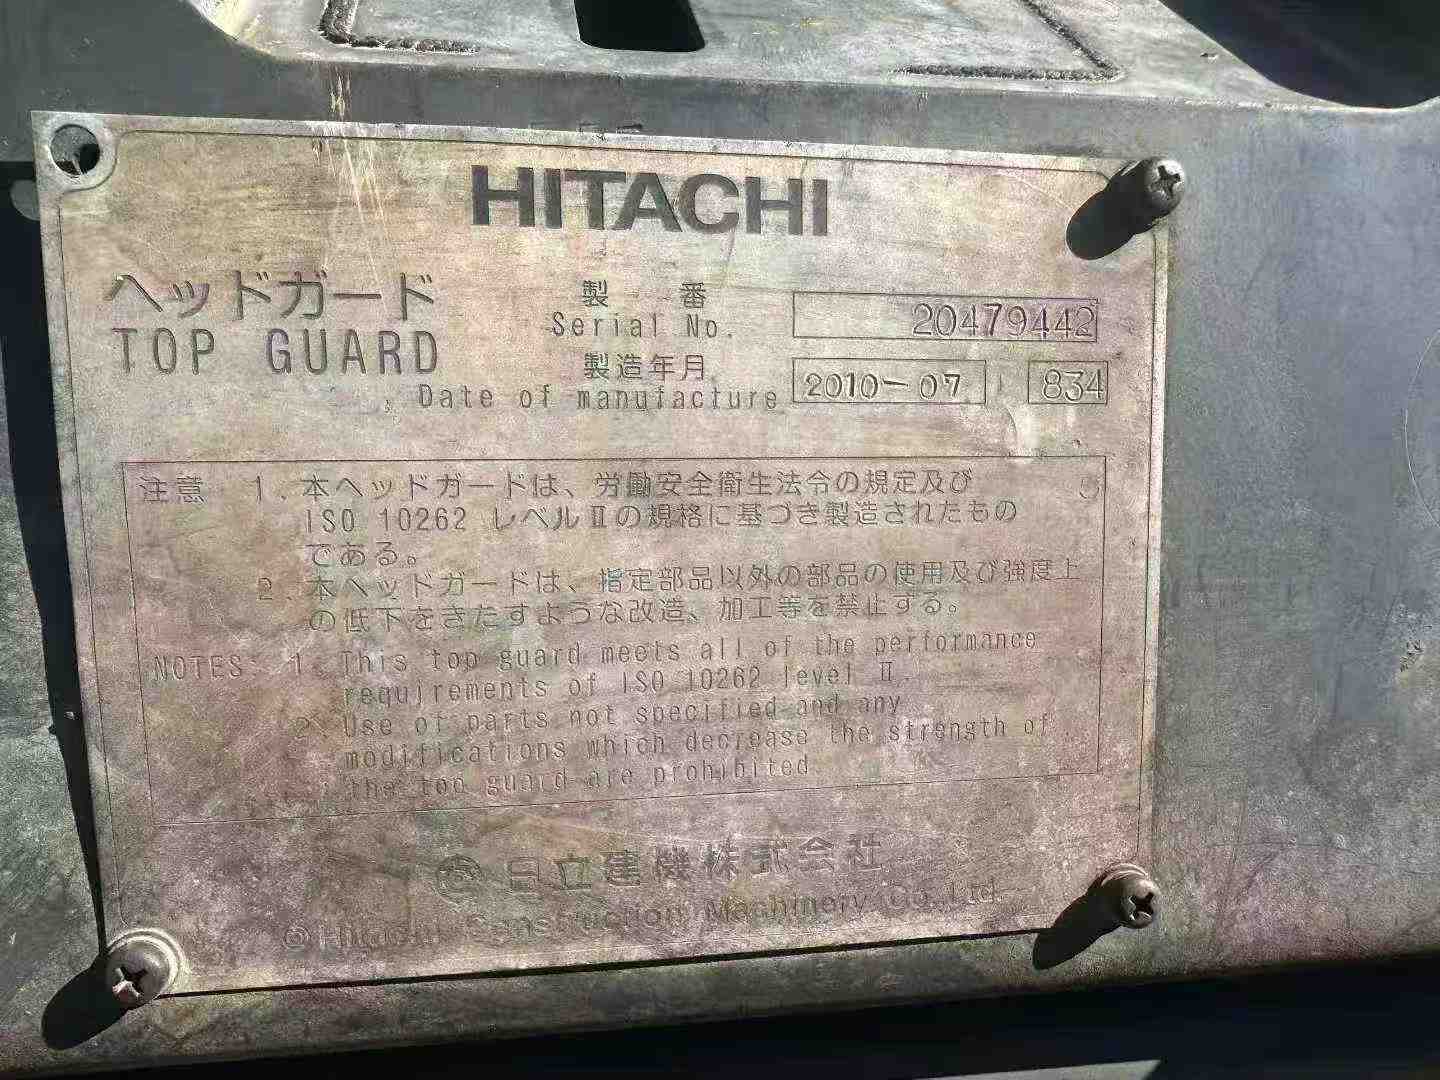 HITACHI
ヘッドガード
TOP GUARD
製番
Serial No.
20479442
製造年月
Date of manufacture
2010-07
834
注意 1. 本ヘッドガードは、労働安全衛生法令の規定及び
ISO 10262 レベルⅡの規格に基づき製造されたもの
である。
2. 本ヘッドガードは、指定部品以外の部品の使用及び強度上
の低下をきたすような改造、加工等を禁止する。
NOTES: 1. This top guard meets all of the performance
requirements of ISO 10262 level Ⅱ.
2. Use of parts not specified and any
modifications which decrease the strength of
the top guard are prohibited.
日立建機株式会社
© Hitachi Construction Machinery Co., Ltd.